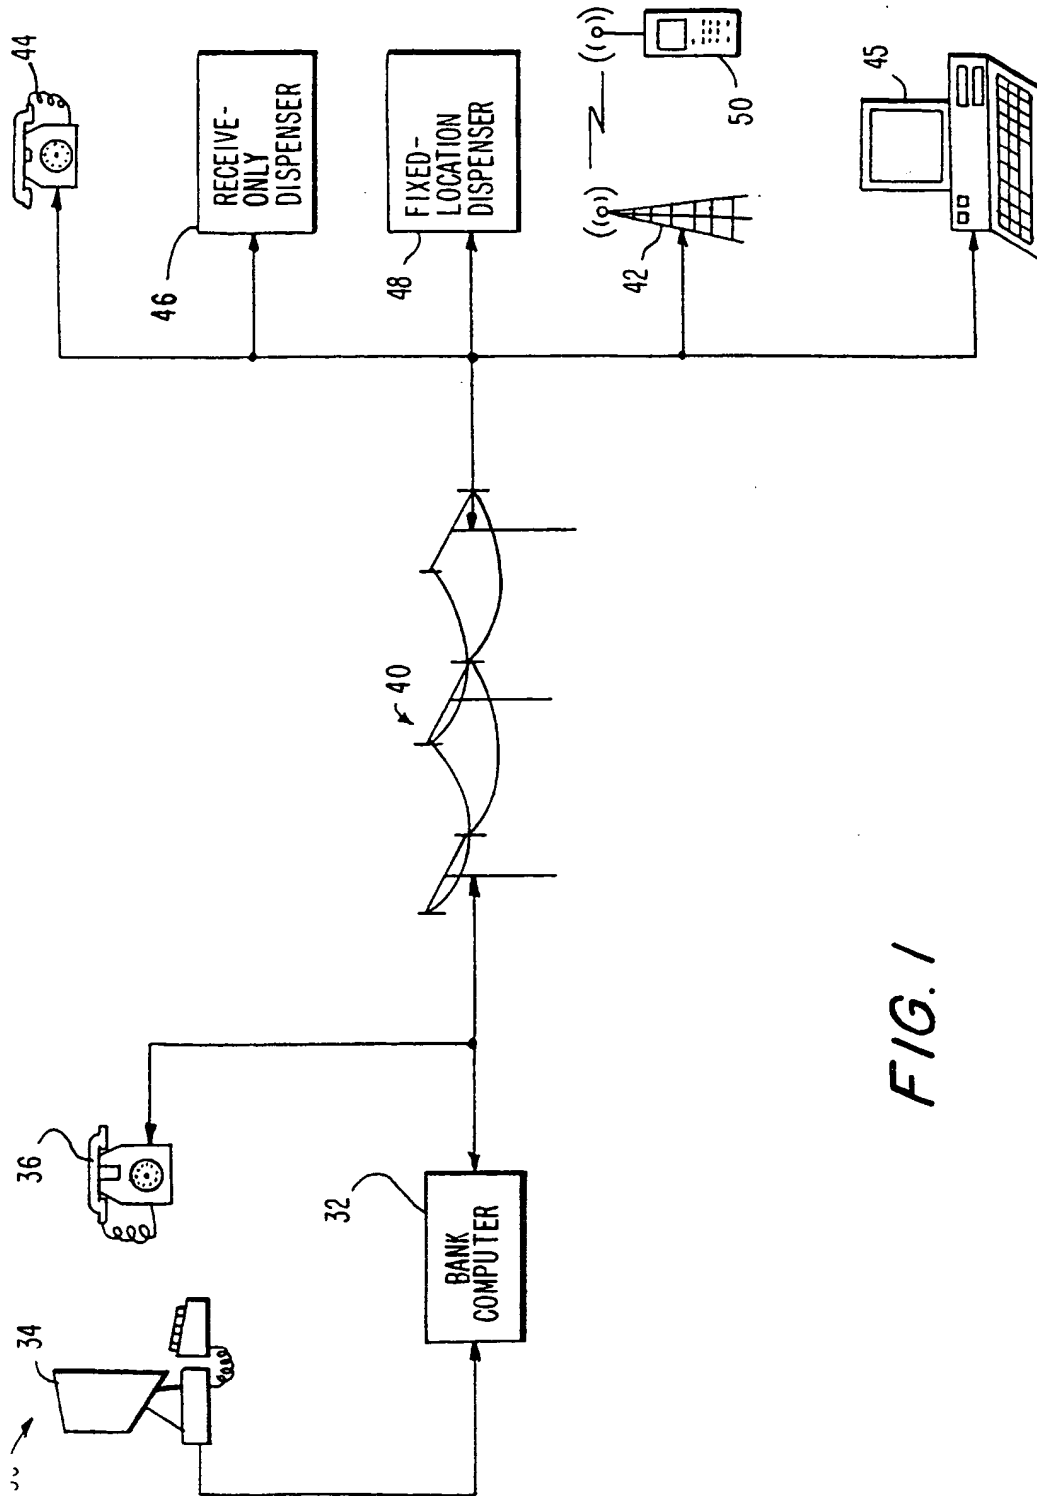 34
36
32
BANK
COMPUTER
40
44
46
RECEIVE-
ONLY
DISPENSER
48
FIXED-
LOCATION
DISPENSER
42
50
45
FIG. 1